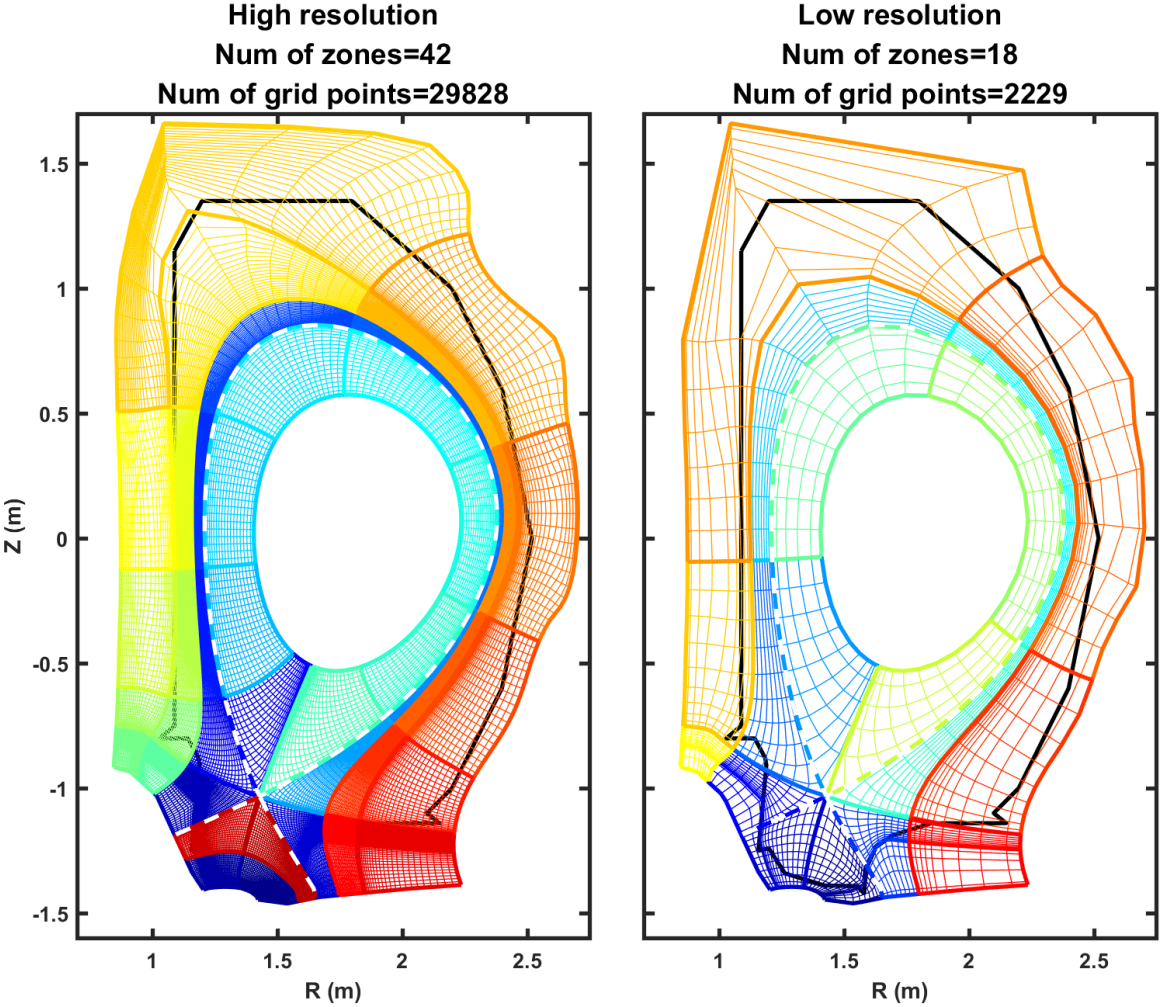 High resolution
Num of zones=42
Num of grid points=29828
Low resolution
Num of zones=18
Num of grid points=2229
Z (m)
1.5
1
0.5
0
-0.5
-1
-1.5
1
1.5
2
2.5
R (m)
1
1.5
2
2.5
R (m)